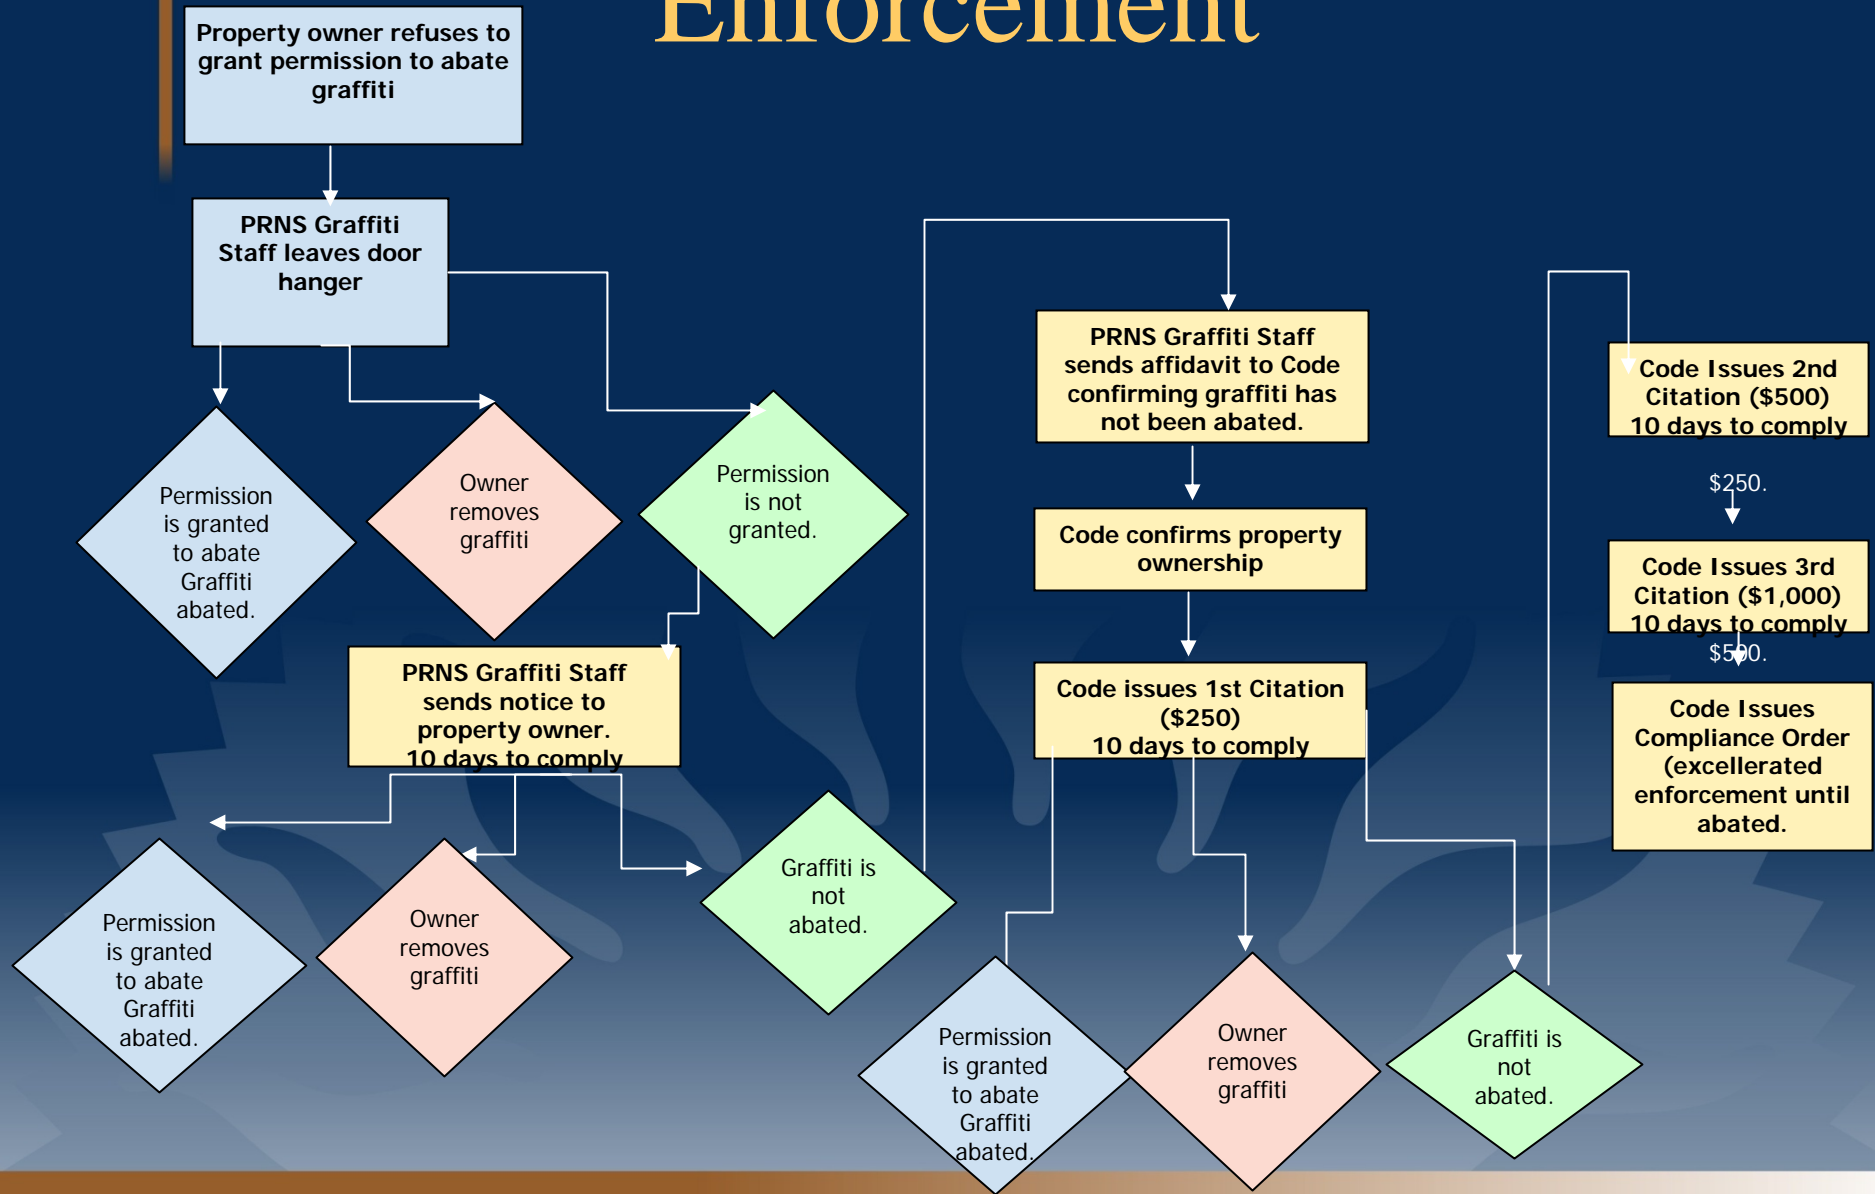 Enforcement
Property owner refuses to
grant permission to abate
graffiti
PRNS Graffiti
Staff leaves door
hanger
Permission
is granted
to abate
Graffiti
abated.
Owner
removes
graffiti
Permission
is not
granted.
PRNS Graffiti Staff
sends notice to
property owner.
10 days to comply
Permission
is granted
to abate
Graffiti
abated.
Owner
removes
graffiti
Graffiti is
not
abated.
PRNS Graffiti Staff
sends affidavit to Code
confirming graffiti has
not been abated.
Code confirms property
ownership
Code issues 1st Citation
($250)
10 days to comply
Permission
is granted
to abate
Graffiti
abated.
Owner
removes
graffiti
Graffiti is
not
abated.
Code Issues 2nd
Citation ($500)
10 days to comply
$250.
Code Issues 3rd
Citation ($1,000)
10 days to comply
$500.
Code Issues
Compliance Order
(excellerated
enforcement until
abated.